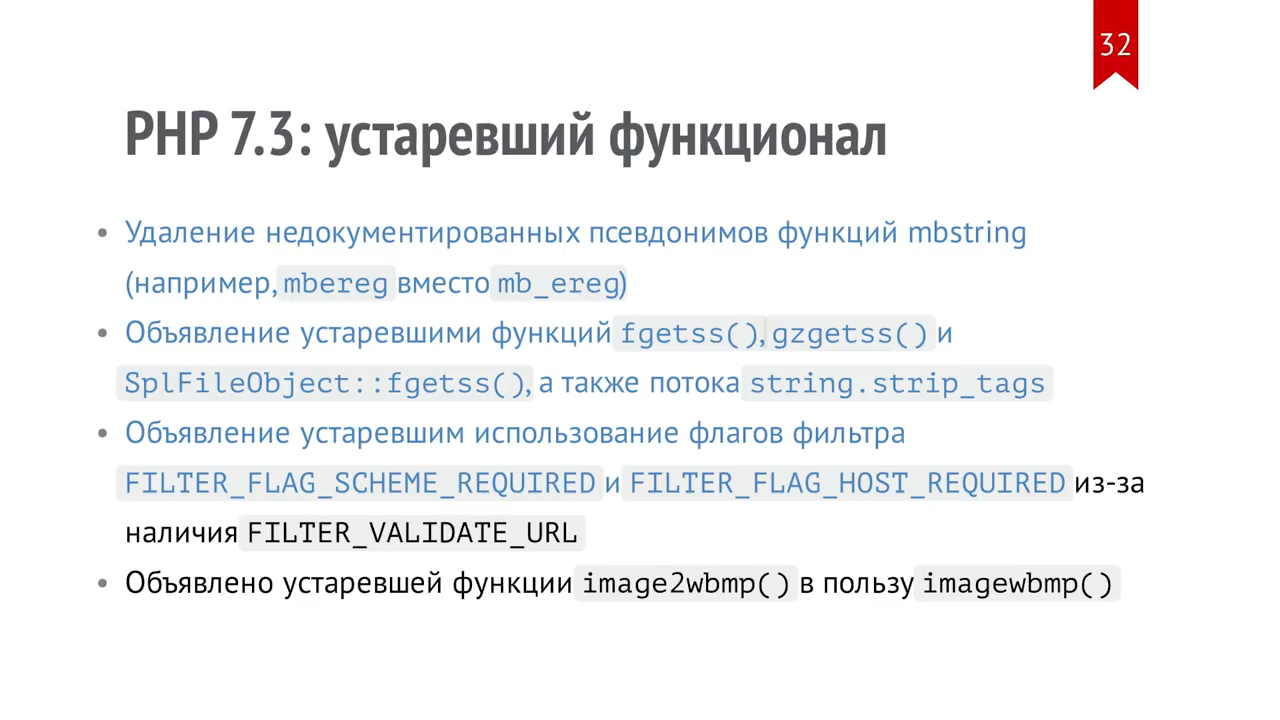 32
PHP 7.3: устаревший функционал
• Удаление недокументированных псевдонимов функций mbstring
(например, mbereg вместо mb_ereg)
• Объявление устаревшими функций fgetss(), gzgetss() и
SplFileObject::fgetss(), а также потока string.strip_tags
• Объявление устаревшим использование флагов фильтра
FILTER_FLAG_SCHEME_REQUIRED и FILTER_FLAG_HOST_REQUIRED из-за
наличия FILTER_VALIDATE_URL
• Объявлено устаревшей функции image2wbmp() в пользу imagewbmp()